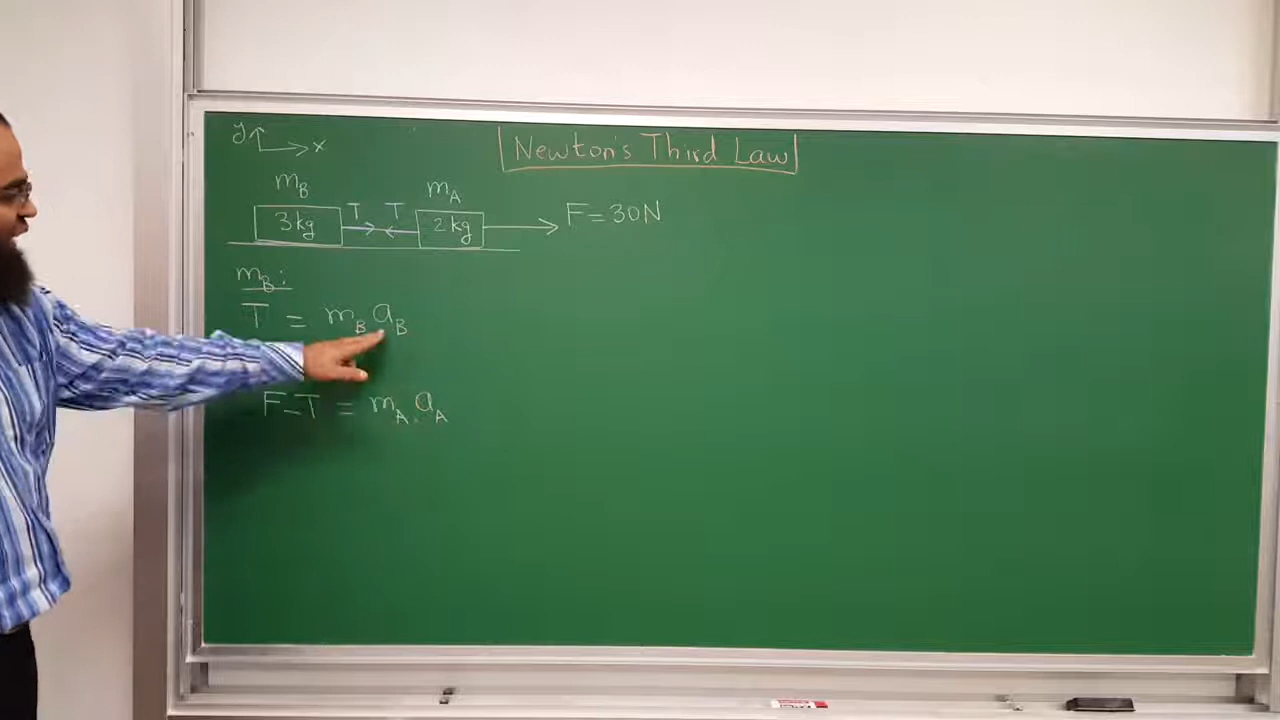 y x
Newton's Third Law
m_B m_A
3kg T T 2kg F=30N
m_B:
T = m_B a_B
F-T = m_A a_A